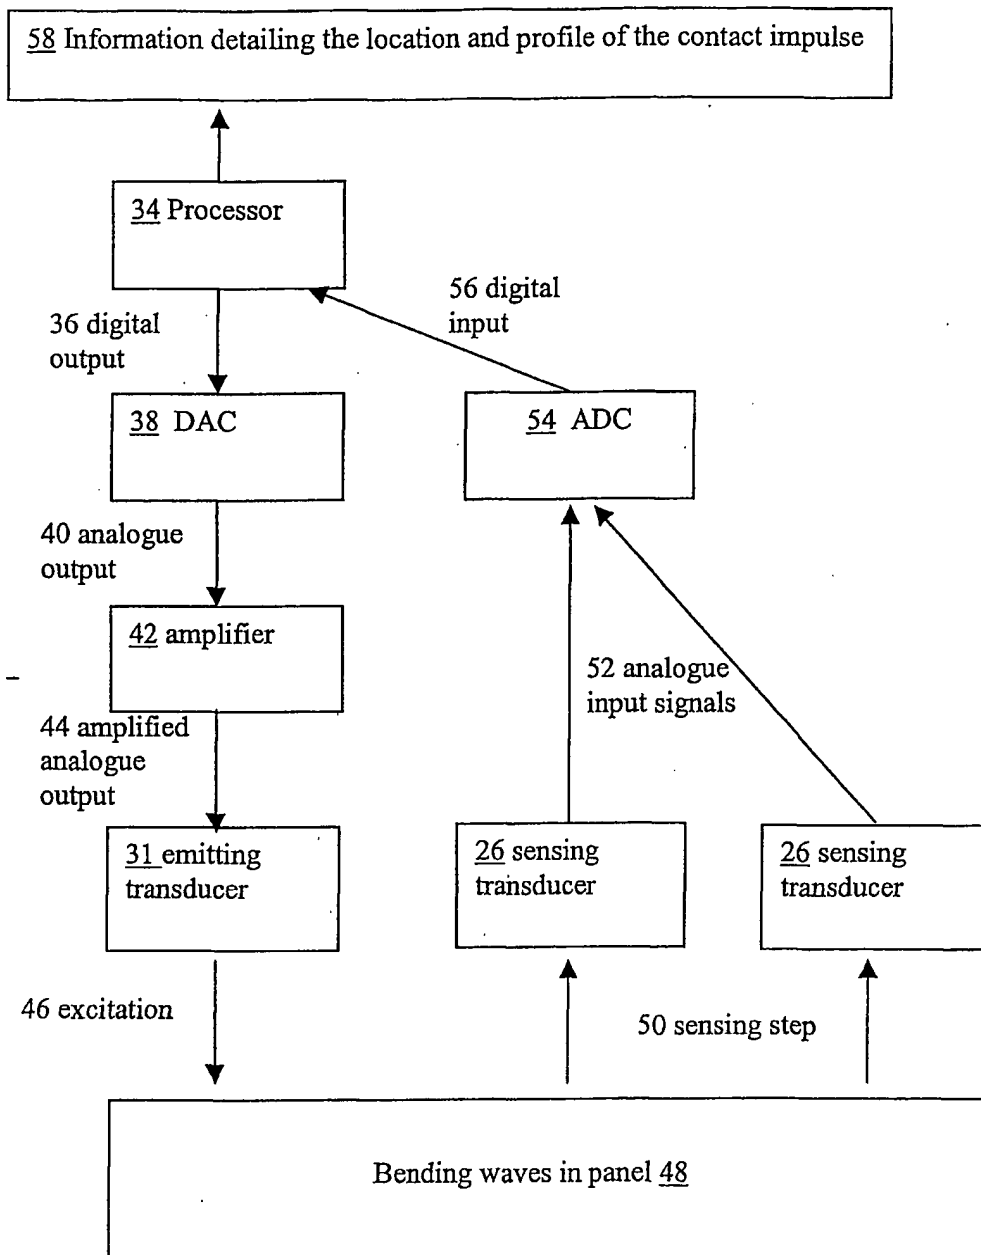 58 Information detailing the location and profile of the contact impulse
34 Processor
56 digital
input
36 digital
output
38 DAC
54 ADC
40 analogue
output
42 amplifier
52 analogue
input signals
44 amplified
analogue
output
31 emitting
transducer
26 sensing
transducer
26 sensing
transducer
46 excitation
50 sensing step
Bending waves in panel 48